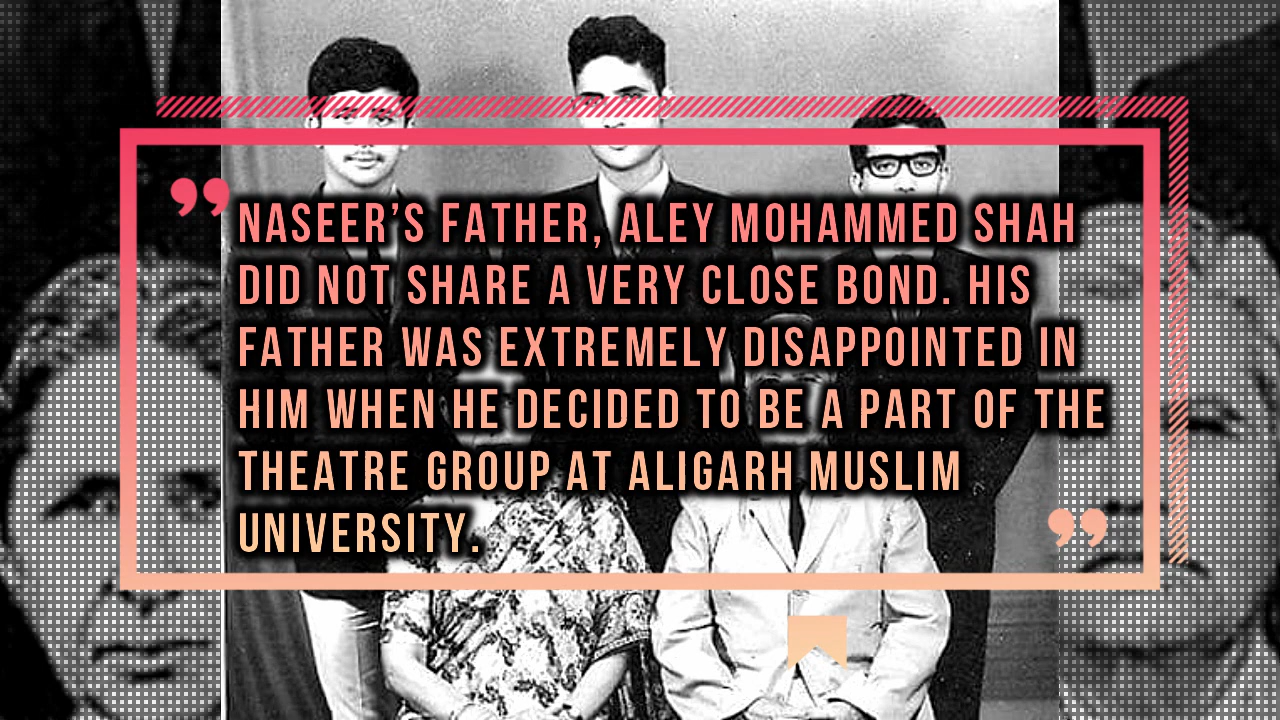 ”
NASEER’S FATHER, ALEY MOHAMMED SHAH
DID NOT SHARE A VERY CLOSE BOND. HIS
FATHER WAS EXTREMELY DISAPPOINTED IN
HIM WHEN HE DECIDED TO BE A PART OF THE
THEATRE GROUP AT ALIGARH MUSLIM
UNIVERSITY.
”